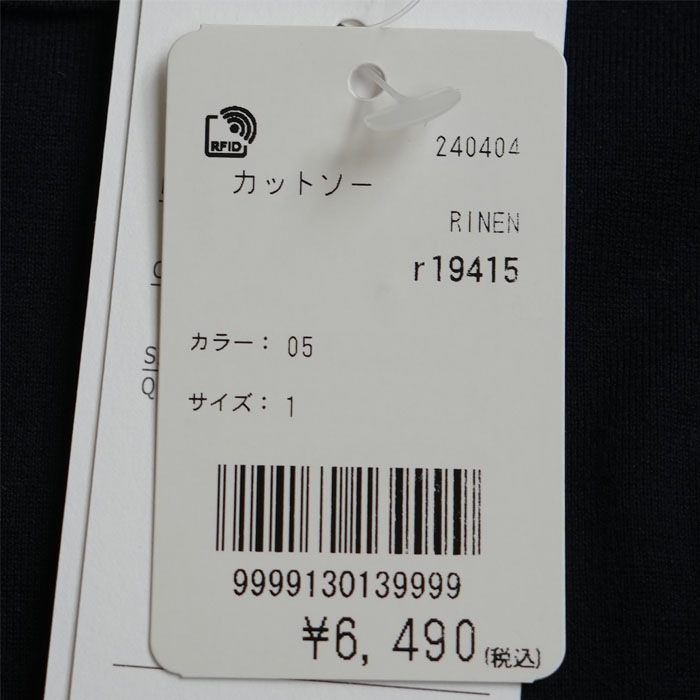 RFID
240404
カットソー
RINEN
r19415
カラー： 05
サイズ： 1
9999130139999
¥6,490(税込)
S
Q